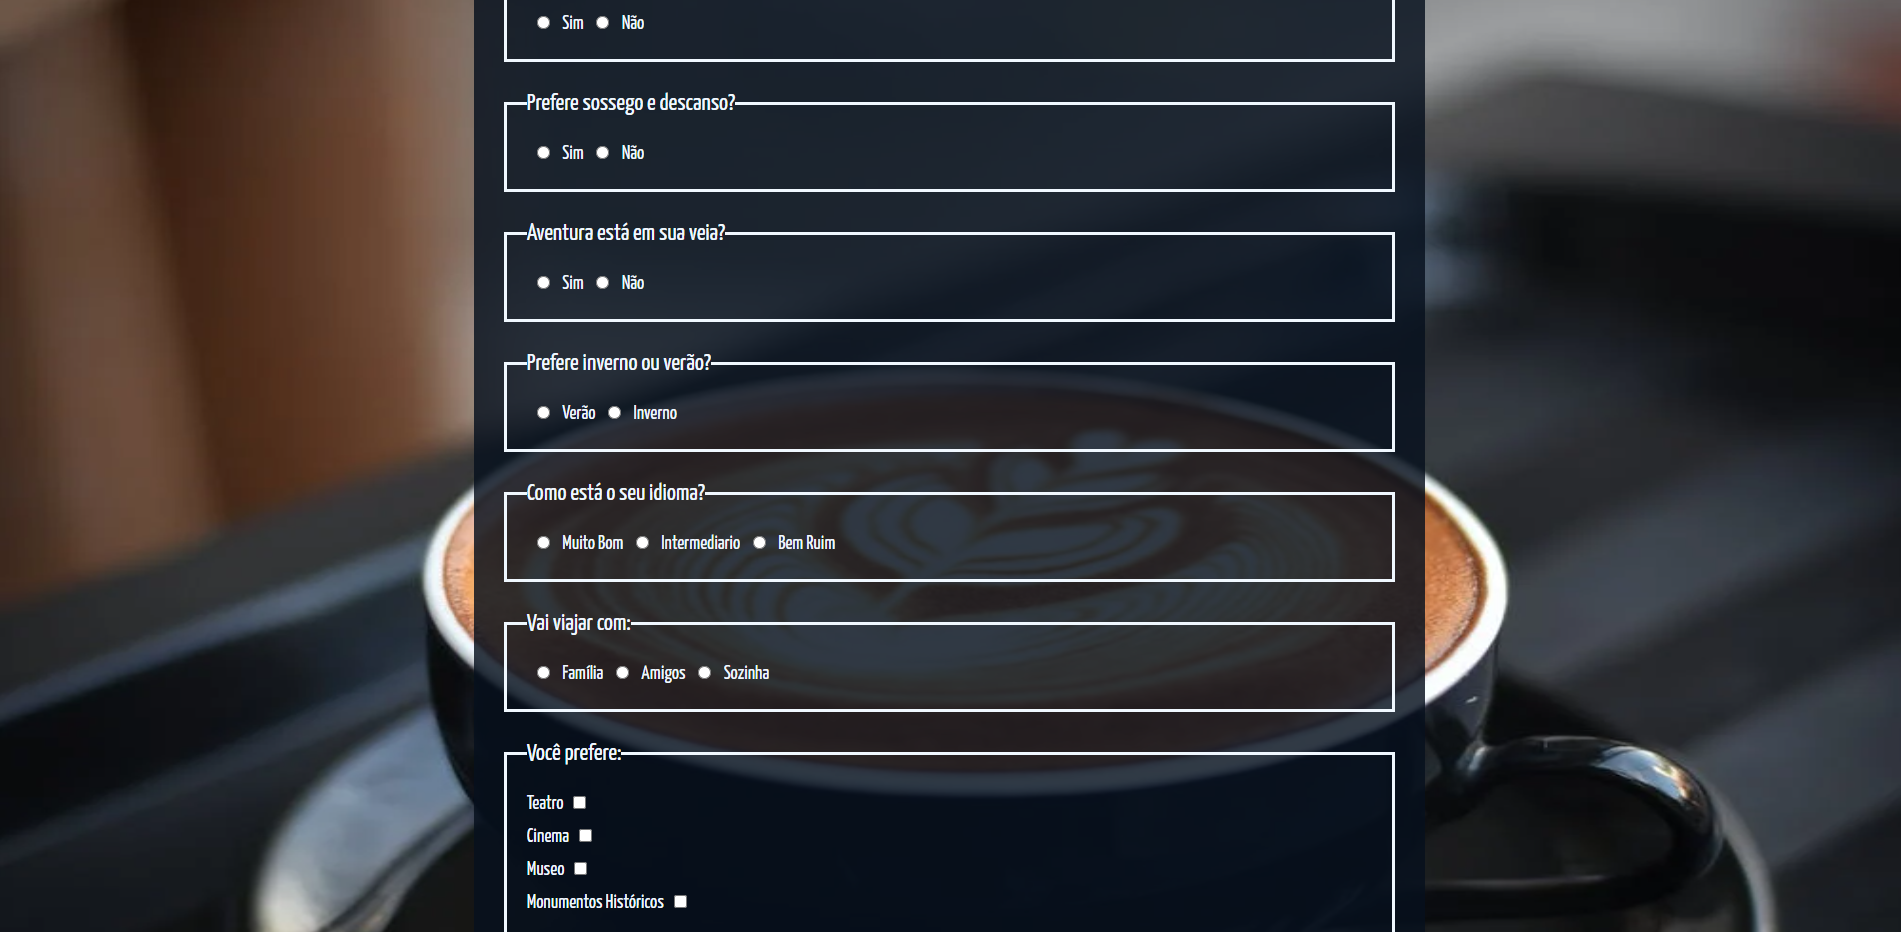 Sim Não
Prefere sossego e descanso?
Sim Não
Aventura está em sua veia?
Sim Não
Prefere inverno ou verão?
Verão Inverno
Como está o seu idioma?
Muito Bom Intermediario Bem Ruim
Vai viajar com:
Família Amigos Sozinha
Você prefere:
Teatro
Cinema
Museo
Monumentos Históricos